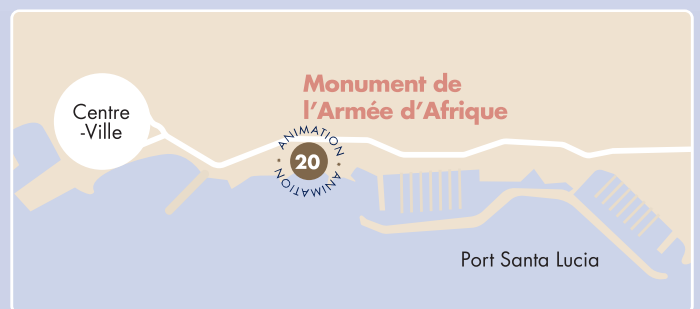 Monument de
l'Armée d'Afrique
Centre
-Ville
ANIMATION
20
ANIMATION
Port Santa Lucia